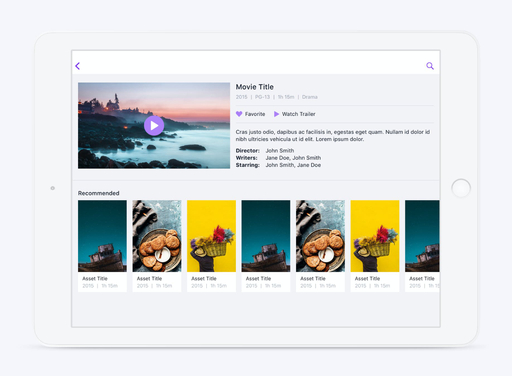 Movie Title
2015 | PG-13 | 1h 15m | Drama
Favorite Watch Trailer
Cras justo odio, dapibus ac facilisis in, egestas eget quam. Nullam id dolor id
nibh ultricies vehicula ut id elit. Lorem ipsum dolor.
Director: John Smith
Writers: Jane Doe, John Smith
Starring: John Smith, Jane Doe
Recommended
Asset Title Asset Title Asset Title Asset Title Asset Title Asset Title Asset Title
2015 | 1h 15m 2015 | 1h 15m 2015 | 1h 15m 2015 | 1h 15m 2015 | 1h 15m 2015 | 1h 15m 2015 | 1h 15